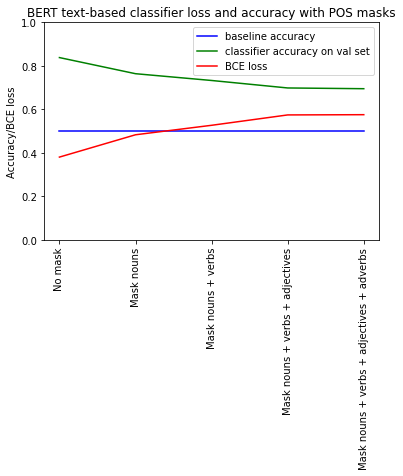 BERT text-based classifier loss and accuracy with POS masks
baseline accuracy
classifier accuracy on val set
BCE loss
Accuracy/BCE loss
1.0
0.8
0.6
0.4
0.2
0.0
No mask
Mask nouns
Mask nouns + verbs
Mask nouns + verbs + adjectives
Mask nouns + verbs + adjectives + adverbs